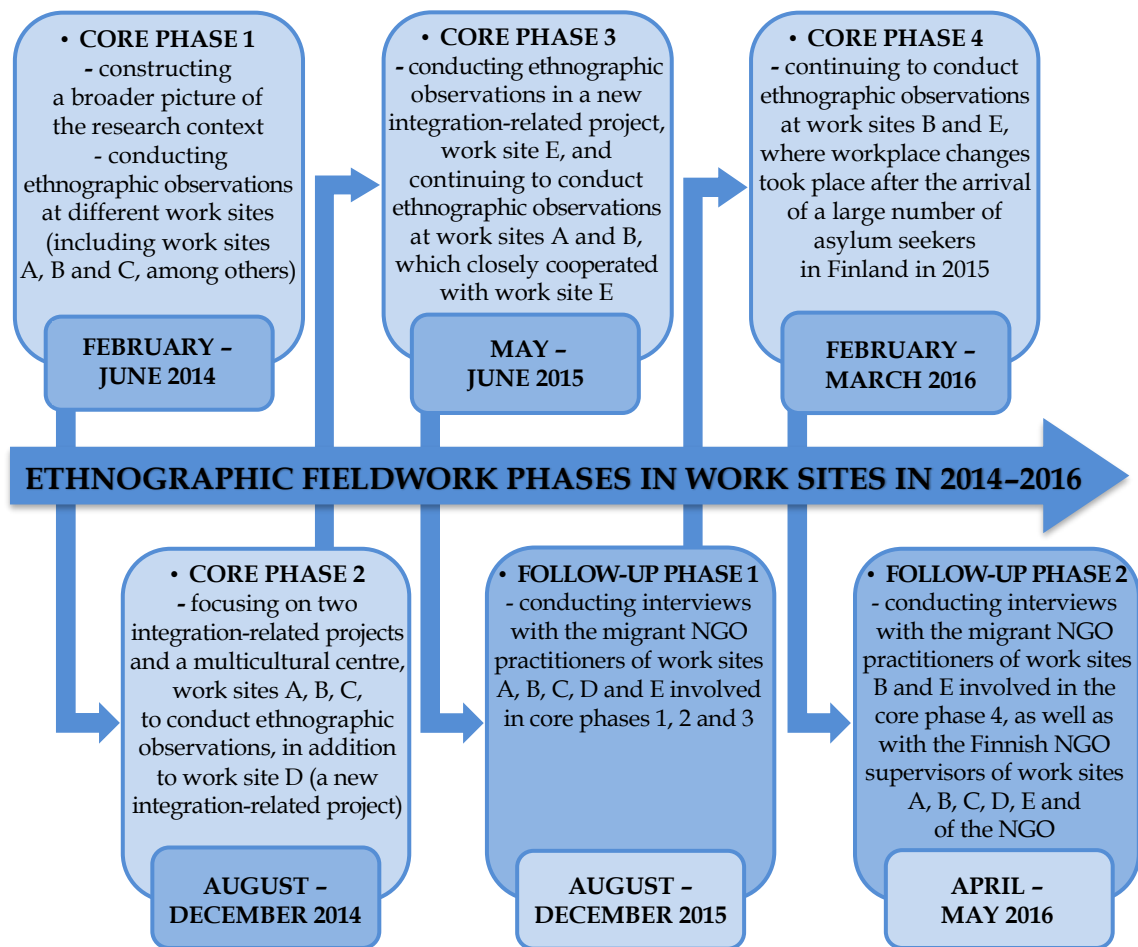 • CORE PHASE 1
- constructing
a broader picture of
the research context
- conducting
ethnographic observations
at different work sites
(including work sites
A, B and C, among others)
FEBRUARY –
JUNE 2014
• CORE PHASE 3
- conducting ethnographic
observations in a new
integration-related project,
work site E, and
continuing to conduct
ethnographic observations
at work sites A and B,
which closely cooperated
with work site E
MAY –
JUNE 2015
• CORE PHASE 4
- continuing to conduct
ethnographic observations
at work sites B and E,
where workplace changes
took place after the arrival
of a large number of
asylum seekers
in Finland in 2015
FEBRUARY –
MARCH 2016
ETHNOGRAPHIC FIELDWORK PHASES IN WORK SITES IN 2014–2016
• CORE PHASE 2
- focusing on two
integration-related projects
and a multicultural centre,
work sites A, B, C,
to conduct ethnographic
observations, in addition
to work site D (a new
integration-related project)
AUGUST –
DECEMBER 2014
• FOLLOW-UP PHASE 1
- conducting interviews
with the migrant NGO
practitioners of work sites
A, B, C, D and E involved
in core phases 1, 2 and 3
AUGUST –
DECEMBER 2015
• FOLLOW-UP PHASE 2
- conducting interviews
with the migrant NGO
practitioners of work sites
B and E involved in the
core phase 4, as well as
with the Finnish NGO
supervisors of work sites
A, B, C, D, E and
of the NGO
APRIL –
MAY 2016